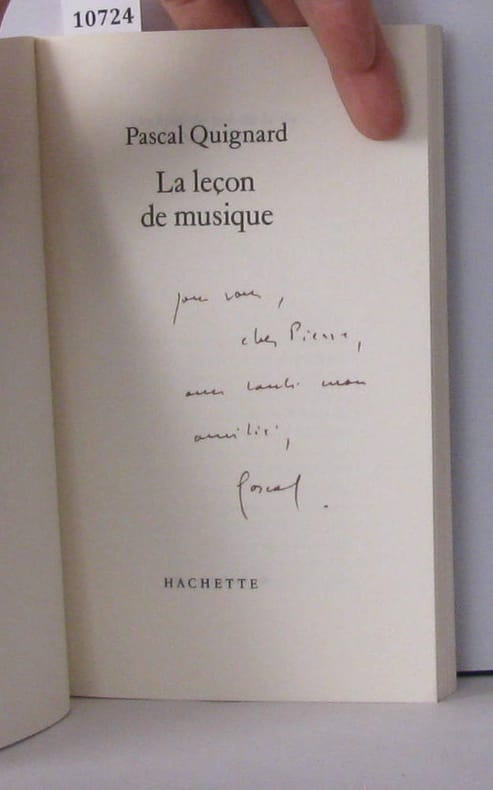 10724
Pascal Quignard
La leçon
de musique
pour vous,
cher Pierre,
avec toute mon
amitié,
Pascal.
HACHETTE